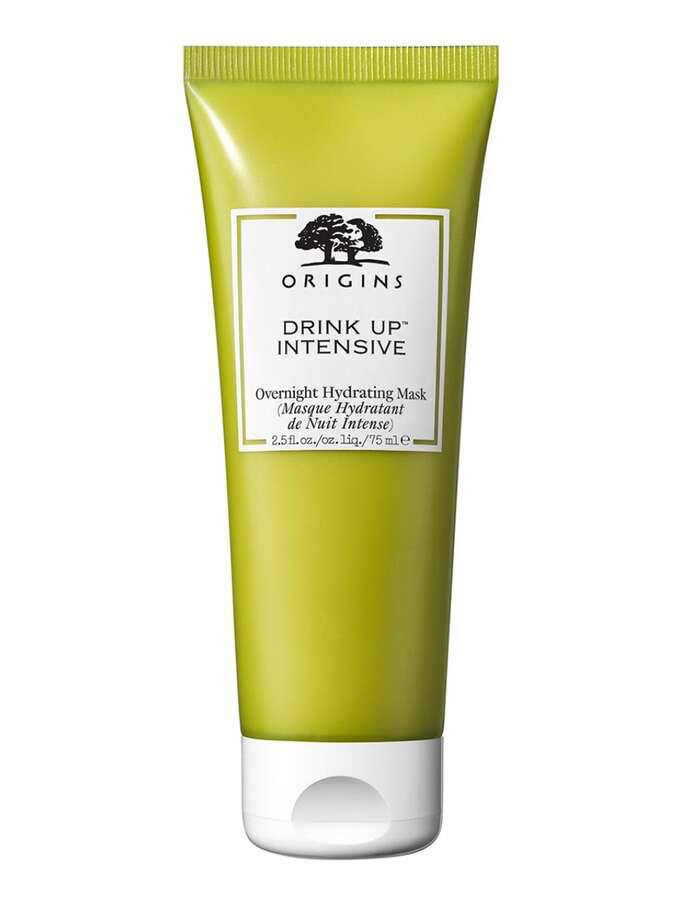 ORIGINS
DRINK UP™
INTENSIVE
Overnight Hydrating Mask
(Masque Hydratant
de Nuit Intense)
2.5 fl.oz./oz. liq./75 ml ℮